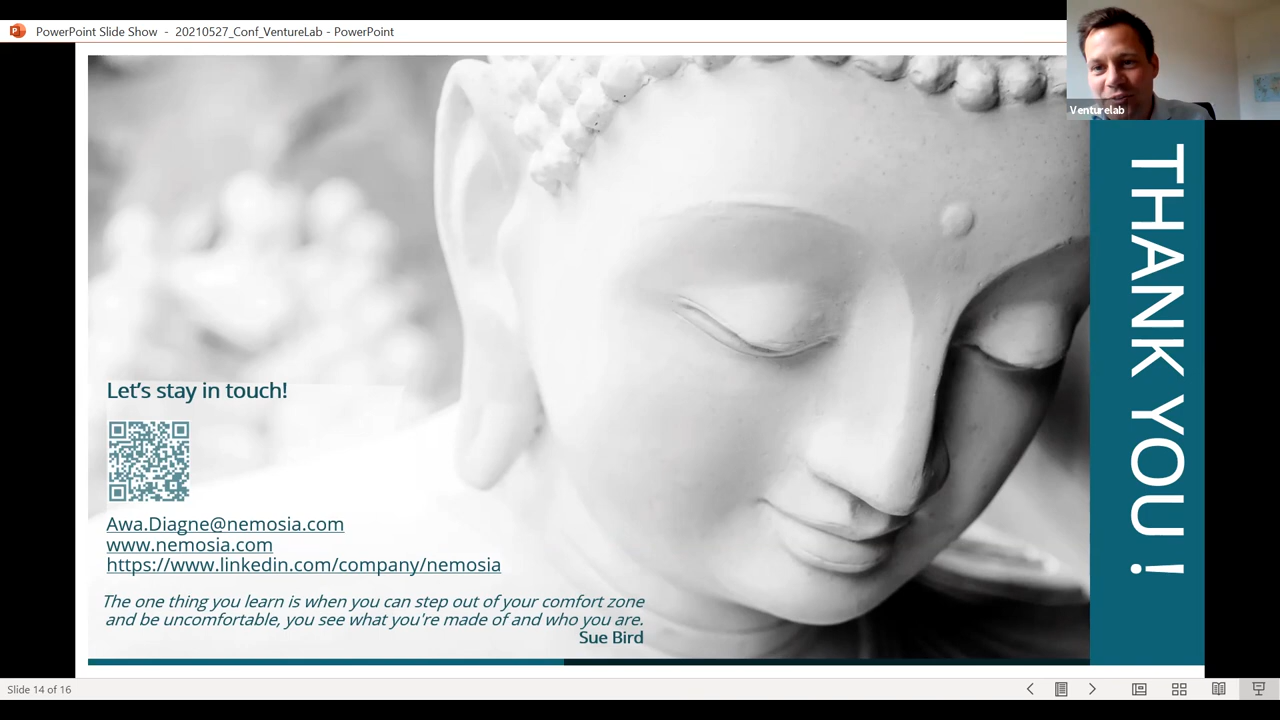 PowerPoint Slide Show - 20210527_Conf_VentureLab - PowerPoint
Venturelab
THANK YOU !
Let's stay in touch!
Awa.Diagne@nemosia.com
www.nemosia.com
https://www.linkedin.com/company/nemosia
The one thing you learn is when you can step out of your comfort zone
and be uncomfortable, you see what you're made of and who you are.
Sue Bird
Slide 14 of 16